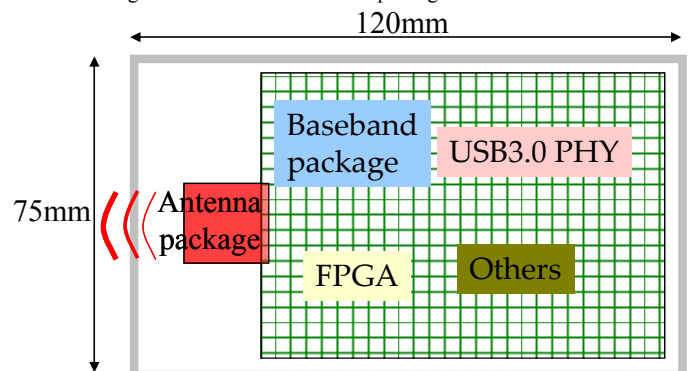 120mm
Baseband
package
USB3.0 PHY
75mm
Antenna
package
FPGA
Others